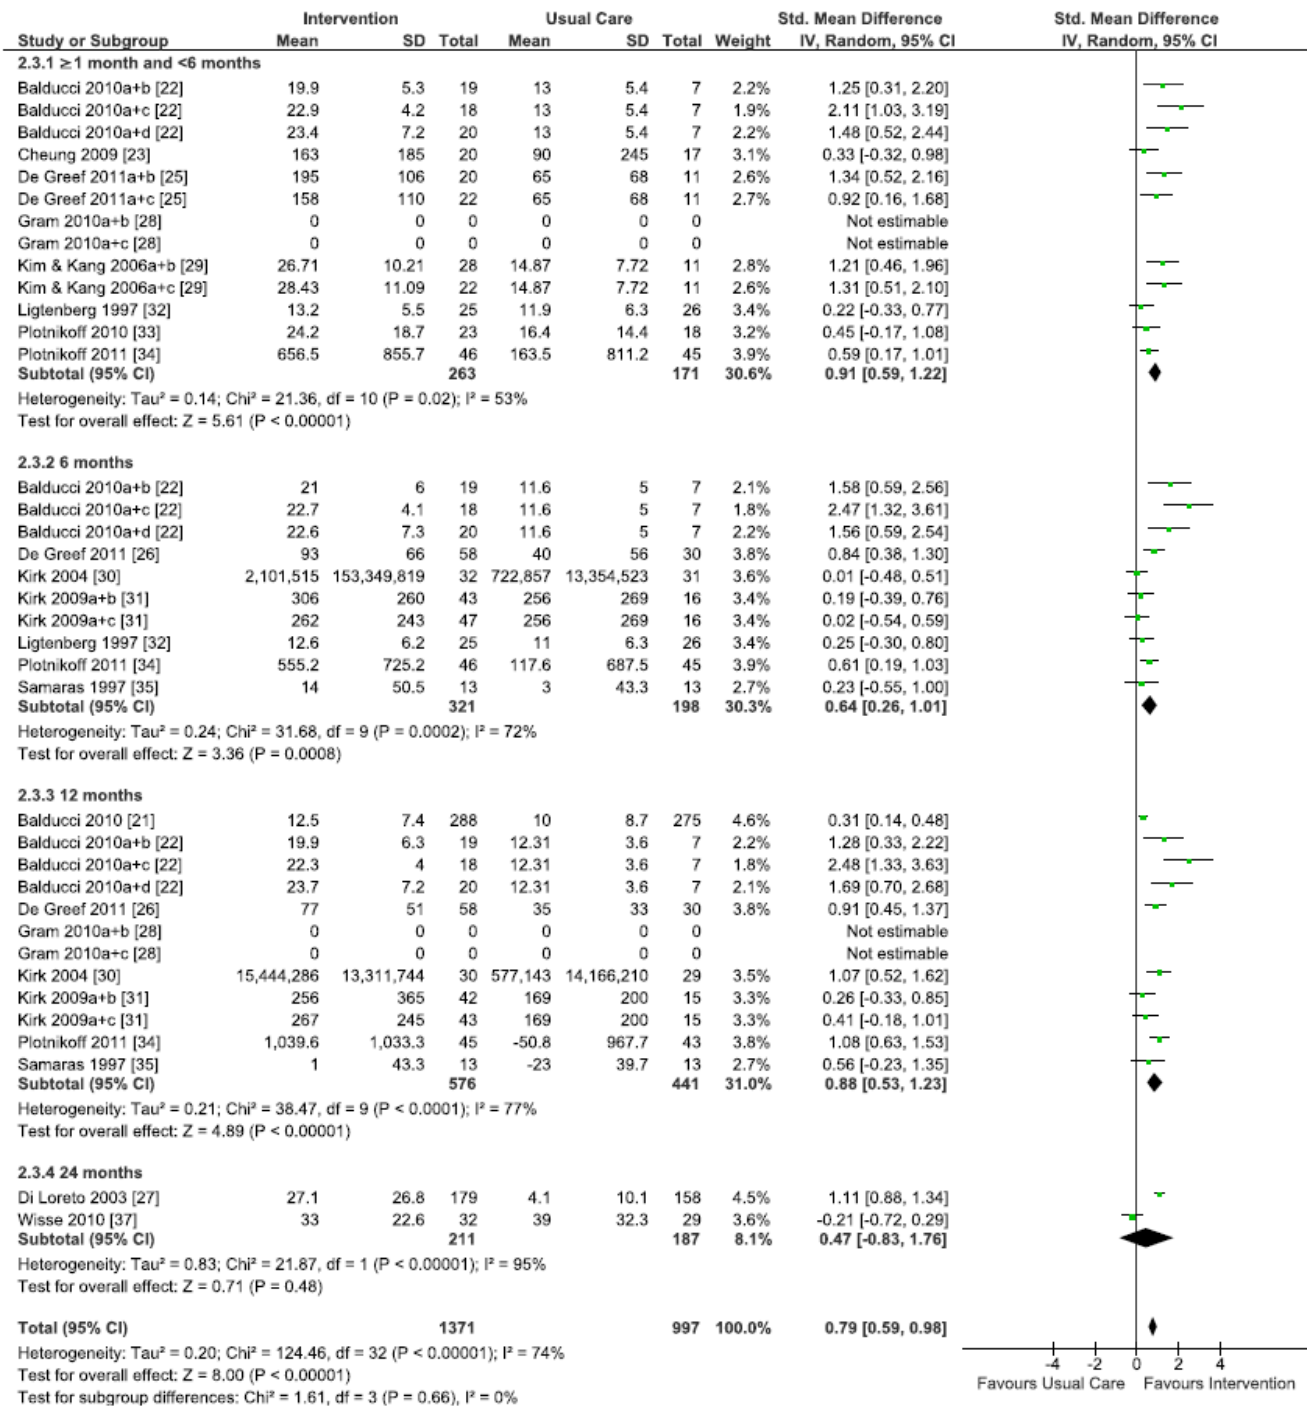 Intervention Usual Care Std. Mean Difference Std. Mean Difference
Study or Subgroup Mean SD Total Mean SD Total Weight IV, Random, 95% CI IV, Random, 95% CI
2.3.1 ≥1 month and <6 months
Balducci 2010a+b [22] 19.9 5.3 19 13 5.4 7 2.2% 1.25 [0.31, 2.20]
Balducci 2010a+c [22] 22.9 4.2 18 13 5.4 7 1.9% 2.11 [1.03, 3.19]
Balducci 2010a+d [22] 23.4 7.2 20 13 5.4 7 2.2% 1.48 [0.52, 2.44]
Cheung 2009 [23] 163 185 20 90 245 17 3.1% 0.33 [-0.32, 0.98]
De Greef 2011a+b [25] 195 106 20 65 68 11 2.6% 1.34 [0.52, 2.16]
De Greef 2011a+c [25] 158 110 22 65 68 11 2.7% 0.92 [0.16, 1.68]
Gram 2010a+b [28] 0 0 0 0 0 0 Not estimable
Gram 2010a+c [28] 0 0 0 0 0 0 Not estimable
Kim & Kang 2006a+b [29] 26.71 10.21 28 14.87 7.72 11 2.8% 1.21 [0.46, 1.96]
Kim & Kang 2006a+c [29] 28.43 11.09 22 14.87 7.72 11 2.6% 1.31 [0.51, 2.10]
Ligtenberg 1997 [32] 13.2 5.5 25 11.9 6.3 26 3.4% 0.22 [-0.33, 0.77]
Plotnikoff 2010 [33] 24.2 18.7 23 16.4 14.4 18 3.2% 0.45 [-0.17, 1.08]
Plotnikoff 2011 [34] 656.5 855.7 46 163.5 811.2 45 3.9% 0.59 [0.17, 1.01]
Subtotal (95% CI) 263 171 30.6% 0.91 [0.59, 1.22]
Heterogeneity: Tau² = 0.14; Chi² = 21.36, df = 10 (P = 0.02); I² = 53%
Test for overall effect: Z = 5.61 (P < 0.00001)
2.3.2 6 months
Balducci 2010a+b [22] 21 6 19 11.6 5 7 2.1% 1.58 [0.59, 2.56]
Balducci 2010a+c [22] 22.7 4.1 18 11.6 5 7 1.8% 2.47 [1.32, 3.61]
Balducci 2010a+d [22] 22.6 7.3 20 11.6 5 7 2.2% 1.56 [0.59, 2.54]
De Greef 2011 [26] 93 66 58 40 56 30 3.8% 0.84 [0.38, 1.30]
Kirk 2004 [30] 2,101,515 153,349,819 32 722,857 13,354,523 31 3.6% 0.01 [-0.48, 0.51]
Kirk 2009a+b [31] 306 260 43 256 269 16 3.4% 0.19 [-0.39, 0.76]
Kirk 2009a+c [31] 262 243 47 256 269 16 3.4% 0.02 [-0.54, 0.59]
Ligtenberg 1997 [32] 12.6 6.2 25 11 6.3 26 3.4% 0.25 [-0.30, 0.80]
Plotnikoff 2011 [34] 555.2 725.2 46 117.6 687.5 45 3.9% 0.61 [0.19, 1.03]
Samaras 1997 [35] 14 50.5 13 3 43.3 13 2.7% 0.23 [-0.55, 1.00]
Subtotal (95% CI) 321 198 30.3% 0.64 [0.26, 1.01]
Heterogeneity: Tau² = 0.24; Chi² = 31.68, df = 9 (P = 0.0002); I² = 72%
Test for overall effect: Z = 3.36 (P = 0.0008)
2.3.3 12 months
Balducci 2010 [21] 12.5 7.4 288 10 8.7 275 4.6% 0.31 [0.14, 0.48]
Balducci 2010a+b [22] 19.9 6.3 19 12.31 3.6 7 2.2% 1.28 [0.33, 2.22]
Balducci 2010a+c [22] 22.3 4 18 12.31 3.6 7 1.8% 2.48 [1.33, 3.63]
Balducci 2010a+d [22] 23.7 7.2 20 12.31 3.6 7 2.1% 1.69 [0.70, 2.68]
De Greef 2011 [26] 77 51 58 35 33 30 3.8% 0.91 [0.45, 1.37]
Gram 2010a+b [28] 0 0 0 0 0 0 Not estimable
Gram 2010a+c [28] 0 0 0 0 0 0 Not estimable
Kirk 2004 [30] 15,444,286 13,311,744 30 577,143 14,166,210 29 3.5% 1.07 [0.52, 1.62]
Kirk 2009a+b [31] 256 365 42 169 200 15 3.3% 0.26 [-0.33, 0.85]
Kirk 2009a+c [31] 267 245 43 169 200 15 3.3% 0.41 [-0.18, 1.01]
Plotnikoff 2011 [34] 1,039.6 1,033.3 45 -50.8 967.7 43 3.8% 1.08 [0.63, 1.53]
Samaras 1997 [35] 1 43.3 13 -23 39.7 13 2.7% 0.56 [-0.23, 1.35]
Subtotal (95% CI) 576 441 31.0% 0.88 [0.53, 1.23]
Heterogeneity: Tau² = 0.21; Chi² = 38.47, df = 9 (P < 0.0001); I² = 77%
Test for overall effect: Z = 4.89 (P < 0.00001)
2.3.4 24 months
Di Loreto 2003 [27] 27.1 26.8 179 4.1 10.1 158 4.5% 1.11 [0.88, 1.34]
Wisse 2010 [37] 33 22.6 32 39 32.3 29 3.6% -0.21 [-0.72, 0.29]
Subtotal (95% CI) 211 187 8.1% 0.47 [-0.83, 1.76]
Heterogeneity: Tau² = 0.83; Chi² = 21.87, df = 1 (P < 0.00001); I² = 95%
Test for overall effect: Z = 0.71 (P = 0.48)
Total (95% CI) 1371 997 100.0% 0.79 [0.59, 0.98]
Heterogeneity: Tau² = 0.20; Chi² = 124.46, df = 32 (P < 0.00001); I² = 74%
Test for overall effect: Z = 8.00 (P < 0.00001)
Test for subgroup differences: Chi² = 1.61, df = 3 (P = 0.66), I² = 0%
-4 -2 0 2 4
Favours Usual Care Favours Intervention